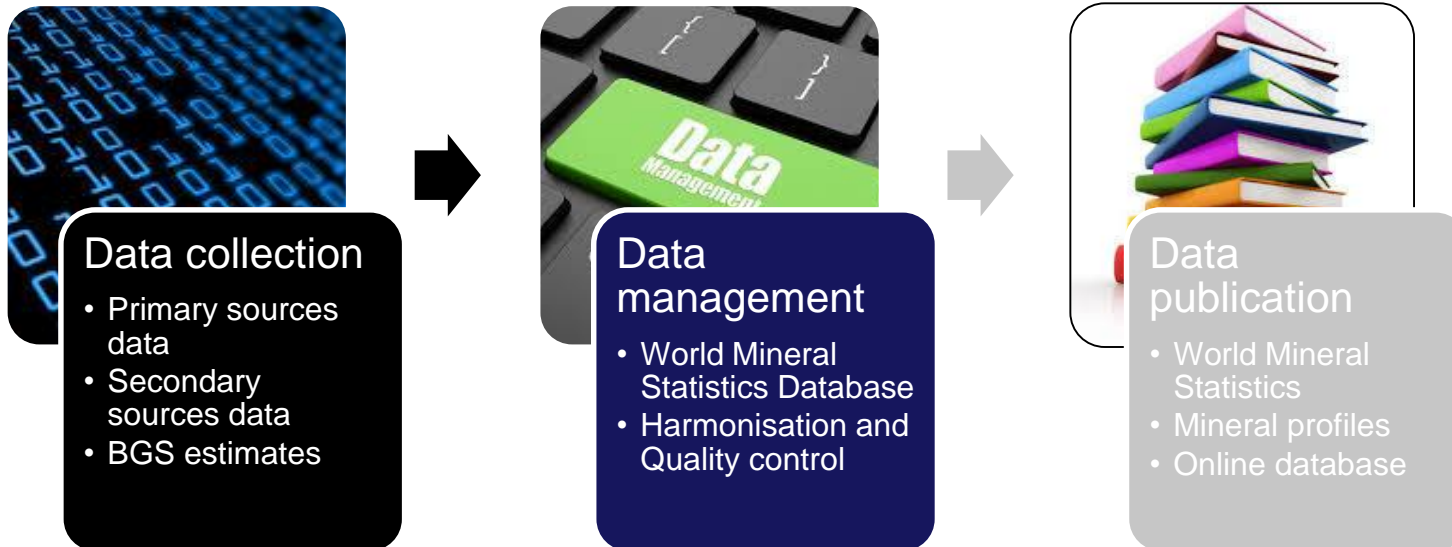 Data
Management
Data collection
• Primary sources
data
• Secondary
sources data
• BGS estimates
Data
management
• World Mineral
Statistics Database
• Harmonisation and
Quality control
Data
publication
• World Mineral
Statistics
• Mineral profiles
• Online database